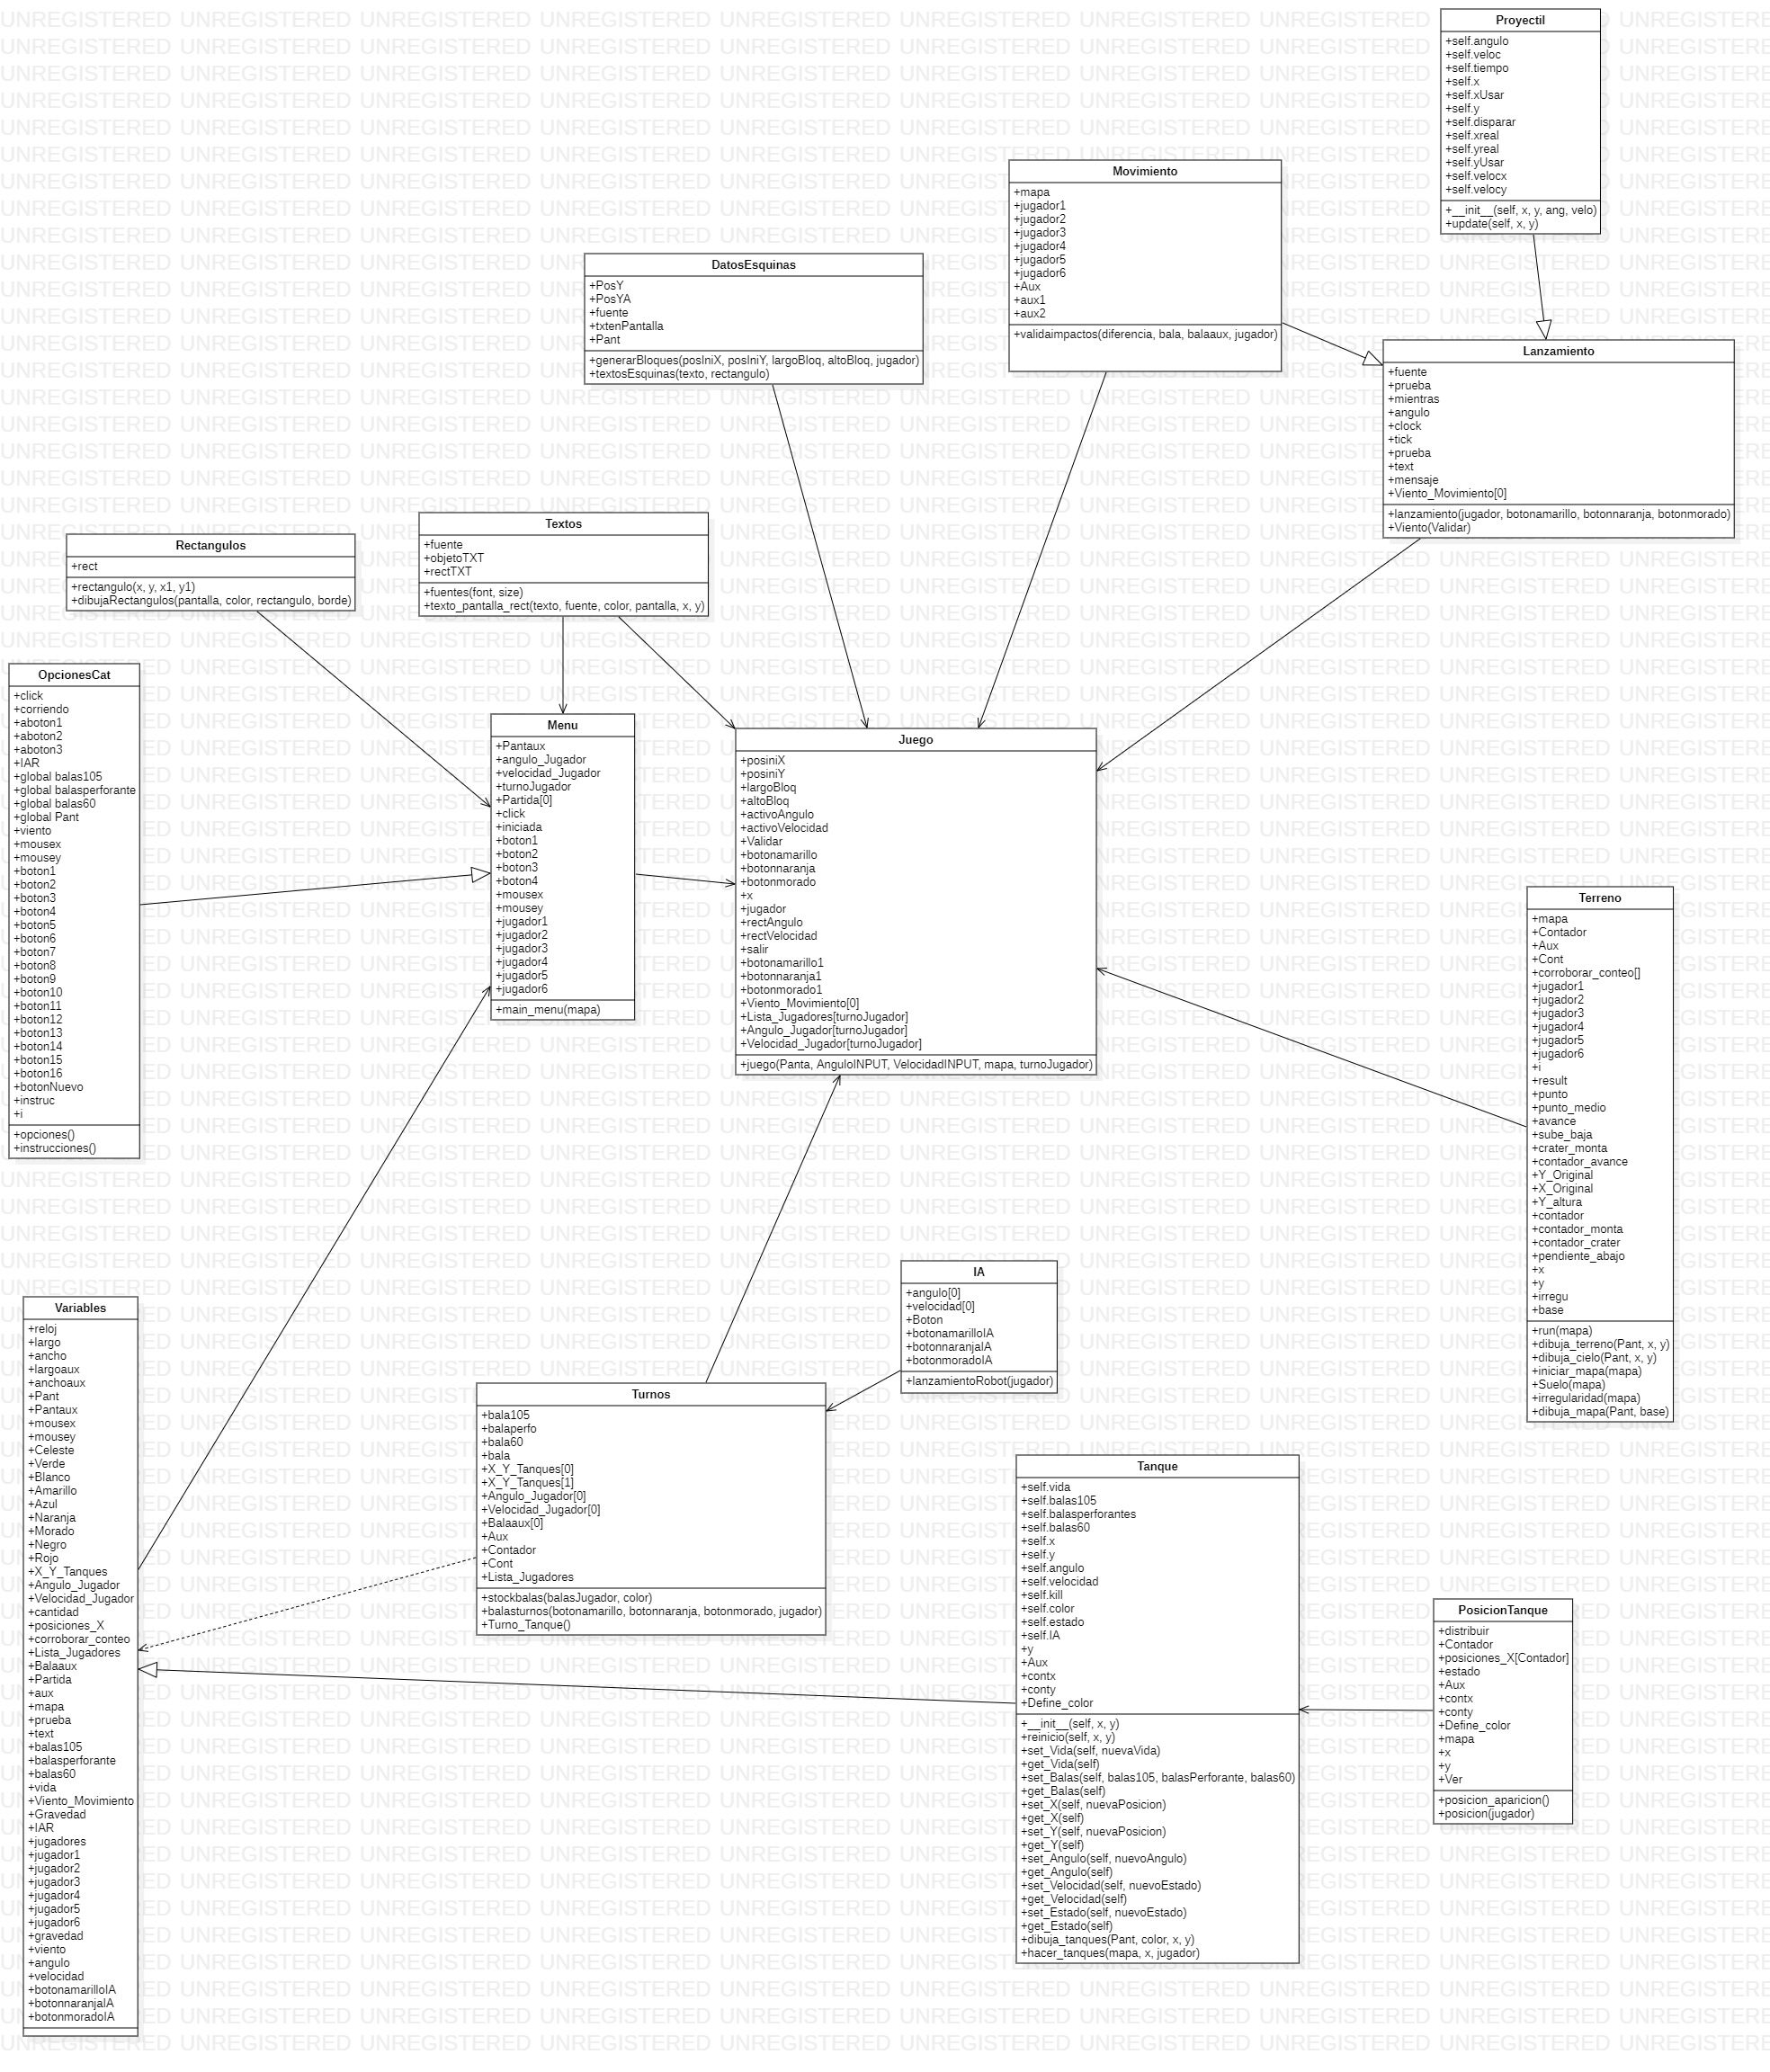 Proyectil
+self.angulo
+self.veloc
+self.tiempo
+self.x
+self.xUsar
+self.y
+self.disparar
+self.xreal
+self.yreal
+self.yUsar
+self.velocx
+self.velocy
+__init__(self, x, y, ang, velo)
+update(self, x, y)
Movimiento
+mapa
+jugador1
+jugador2
+jugador3
+jugador4
+jugador5
+jugador6
+Aux
+aux1
+aux2
+validaimpactos(diferencia, bala, balaaux, jugador)
DatosEsquinas
+PosY
+PosYA
+fuente
+txtenPantalla
+Pant
+generarBloques(posIniX, posIniY, largoBloq, altoBloq, jugador)
+textosEsquinas(texto, rectangulo)
Lanzamiento
+fuente
+prueba
+mientras
+angulo
+clock
+tick
+prueba
+text
+mensaje
+Viento_Movimiento[0]
+lanzamiento(jugador, botonamarillo, botonnaranja, botonmorado)
+Viento(Validar)
Textos
+fuente
+objetoTXT
+rectTXT
+fuentes(font, size)
+texto_pantalla_rect(texto, fuente, color, pantalla, x, y)
Rectangulos
+rect
+rectangulo(x, y, x1, y1)
+dibujaRectangulos(pantalla, color, rectangulo, borde)
OpcionesCat
+click
+corriendo
+aboton1
+aboton2
+aboton3
+IAR
+global balas105
+global balasperforante
+global balas60
+global Pant
+viento
+mousex
+mousey
+boton1
+boton2
+boton3
+boton4
+boton5
+boton6
+boton7
+boton8
+boton9
+boton10
+boton11
+boton12
+boton13
+boton14
+boton15
+boton16
+botonNuevo
+instruc
+i
+opciones()
+instrucciones()
Menu
+Pantaux
+angulo_Jugador
+velocidad_Jugador
+turnoJugador
+Partida[0]
+click
+iniciada
+boton1
+boton2
+boton3
+boton4
+mousex
+mousey
+jugador1
+jugador2
+jugador3
+jugador4
+jugador5
+jugador6
+main_menu(mapa)
Juego
+posiniX
+posiniY
+largoBloq
+altoBloq
+activoAngulo
+activoVelocidad
+Validar
+botonamarillo
+botonnaranja
+botonmorado
+x
+jugador
+rectAngulo
+rectVelocidad
+salir
+botonamarillo1
+botonnaranja1
+botonmorado1
+Viento_Movimiento[0]
+Lista_Jugadores[turnoJugador]
+Angulo_Jugador[turnoJugador]
+Velocidad_Jugador[turnoJugador]
+juego(Panta, AnguloINPUT, VelocidadINPUT, mapa, turnoJugador)
Terreno
+mapa
+Contador
+Aux
+Cont
+corroborar_conteo[]
+jugador1
+jugador2
+jugador3
+jugador4
+jugador5
+jugador6
+i
+result
+punto
+punto_medio
+avance
+sube_baja
+crater_monta
+contador_avance
+Y_Original
+X_Original
+Y_altura
+contador
+contador_monta
+contador_crater
+pendiente_abajo
+x
+y
+irregu
+base
+run(mapa)
+dibuja_terreno(Pant, x, y)
+dibuja_cielo(Pant, x, y)
+iniciar_mapa(mapa)
+Suelo(mapa)
+irregularidad(mapa)
+dibuja_mapa(Pant, base)
IA
+angulo[0]
+velocidad[0]
+Boton
+botonamarilloIA
+botonnaranjaIA
+botonmoradoIA
+lanzamientoRobot(jugador)
Variables
+reloj
+largo
+ancho
+largoaux
+anchoaux
+Pant
+Pantaux
+mousex
+mousey
+Celeste
+Verde
+Blanco
+Amarillo
+Azul
+Naranja
+Morado
+Negro
+Rojo
+X_Y_Tanques
+Angulo_Jugador
+Velocidad_Jugador
+cantidad
+posiciones_X
+corroborar_conteo
+Lista_Jugadores
+Balaaux
+Partida
+aux
+mapa
+prueba
+text
+balas105
+balasperforante
+balas60
+vida
+Viento_Movimiento
+Gravedad
+IAR
+jugadores
+jugador1
+jugador2
+jugador3
+jugador4
+jugador5
+jugador6
+gravedad
+viento
+angulo
+velocidad
+botonamarilloIA
+botonnaranjaIA
+botonmoradoIA
Turnos
+bala105
+balaperfo
+bala60
+bala
+X_Y_Tanques[0]
+X_Y_Tanques[1]
+Angulo_Jugador[0]
+Velocidad_Jugador[0]
+Balaaux[0]
+Aux
+Contador
+Cont
+Lista_Jugadores
+stockbalas(balasJugador, color)
+balasturnos(botonamarillo, botonnaranja, botonmorado, jugador)
+Turno_Tanque()
Tanque
+self.vida
+self.balas105
+self.balasperforantes
+self.balas60
+self.x
+self.y
+self.angulo
+self.velocidad
+self.kill
+self.color
+self.estado
+self.IA
+y
+Aux
+contx
+conty
+Define_color
+__init__(self, x, y)
+reinicio(self, x, y)
+set_Vida(self, nuevaVida)
+get_Vida(self)
+set_Balas(self, balas105, balasPerforante, balas60)
+get_Balas(self)
+set_X(self, nuevaPosicion)
+get_X(self)
+set_Y(self, nuevaPosicion)
+get_Y(self)
+set_Angulo(self, nuevoAngulo)
+get_Angulo(self)
+set_Velocidad(self, nuevoEstado)
+get_Velocidad(self)
+set_Estado(self, nuevoEstado)
+get_Estado(self)
+dibuja_tanques(Pant, color, x, y)
+hacer_tanques(mapa, x, jugador)
PosicionTanque
+distribuir
+Contador
+posiciones_X[Contador]
+estado
+Aux
+contx
+conty
+Define_color
+mapa
+x
+y
+Ver
+posicion_aparicion()
+posicion(jugador)
UNREGISTERED